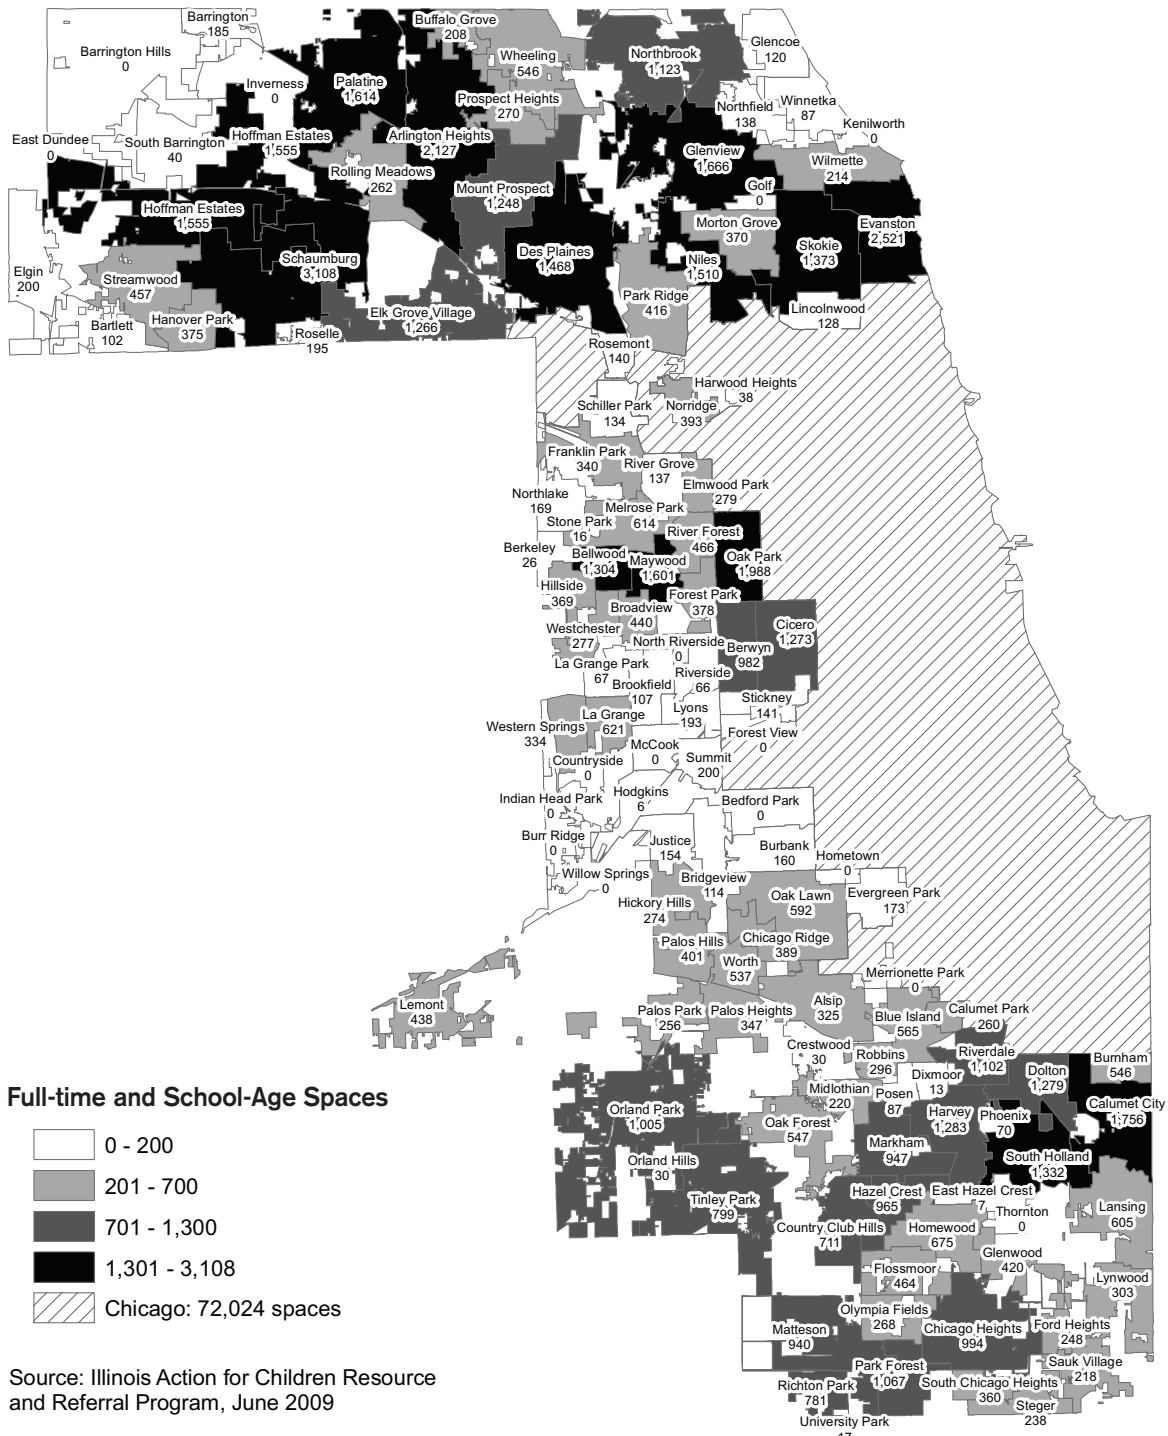 Barrington
185
Buffalo Grove
208
Barrington Hills
0
Wheeling
546
Northbrook
1,123
Glencoe
120
Inverness
0
Palatine
1,614
Prospect Heights
270
Northfield
138
Winnetka
87
Kenilworth
0
East Dundee
0
South Barrington
40
Hoffman Estates
1,555
Arlington Heights
2,127
Glenview
1,666
Wilmette
214
Rolling Meadows
262
Mount Prospect
1,248
Golf
0
Hoffman Estates
1,555
Morton Grove
370
Evanston
2,521
Skokie
1,373
Des Plaines
1,468
Niles
1,510
Schaumburg
3,108
Elgin
200
Streamwood
457
Park Ridge
416
Lincolnwood
128
Bartlett
102
Hanover Park
375
Elk Grove Village
1,266
Roselle
195
Rosemont
140
Harwood Heights
38
Schiller Park
134
Norridge
393
Franklin Park
340
River Grove
137
Elmwood Park
279
Northlake
169
Melrose Park
614
Stone Park
16
River Forest
466
Berkeley
26
Bellwood
1,304
Maywood
1,601
Oak Park
1,988
Hillside
369
Forest Park
378
Broadview
440
Cicero
1,273
Westchester
277
North Riverside
0
Berwyn
982
La Grange Park
67
Riverside
66
Brookfield
107
Stickney
141
Lyons
193
La Grange
621
Western Springs
334
Forest View
0
McCook
0
Summit
200
Countryside
0
Hodgkins
6
Indian Head Park
0
Bedford Park
0
Burr Ridge
0
Justice
154
Burbank
160
Hometown
0
Willow Springs
0
Bridgeview
114
Oak Lawn
592
Evergreen Park
173
Hickory Hills
274
Palos Hills
401
Chicago Ridge
389
Worth
537
Merrionette Park
0
Lemont
438
Palos Park
256
Palos Heights
347
Alsip
325
Blue Island
565
Calumet Park
260
Crestwood
30
Robbins
296
Riverdale
1,102
Burnham
546
Dixmoor
13
Dolton
1,279
Midlothian
220
Posen
87
Calumet City
1,756
Orland Park
1,005
Harvey
1,283
Phoenix
70
Oak Forest
547
Markham
947
South Holland
1,332
Orland Hills
30
Hazel Crest
965
East Hazel Crest
7
Tinley Park
799
Thornton
0
Lansing
605
Country Club Hills
711
Homewood
675
Glenwood
420
Flossmoor
464
Lynwood
303
Olympia Fields
268
Matteson
940
Chicago Heights
994
Ford Heights
248
Park Forest
1,067
Sauk Village
218
Richton Park
781
South Chicago Heights
360
Steger
238
University Park
17
Full-time and School-Age Spaces
0 - 200
201 - 700
701 - 1,300
1,301 - 3,108
Chicago: 72,024 spaces
Source: Illinois Action for Children Resource
and Referral Program, June 2009